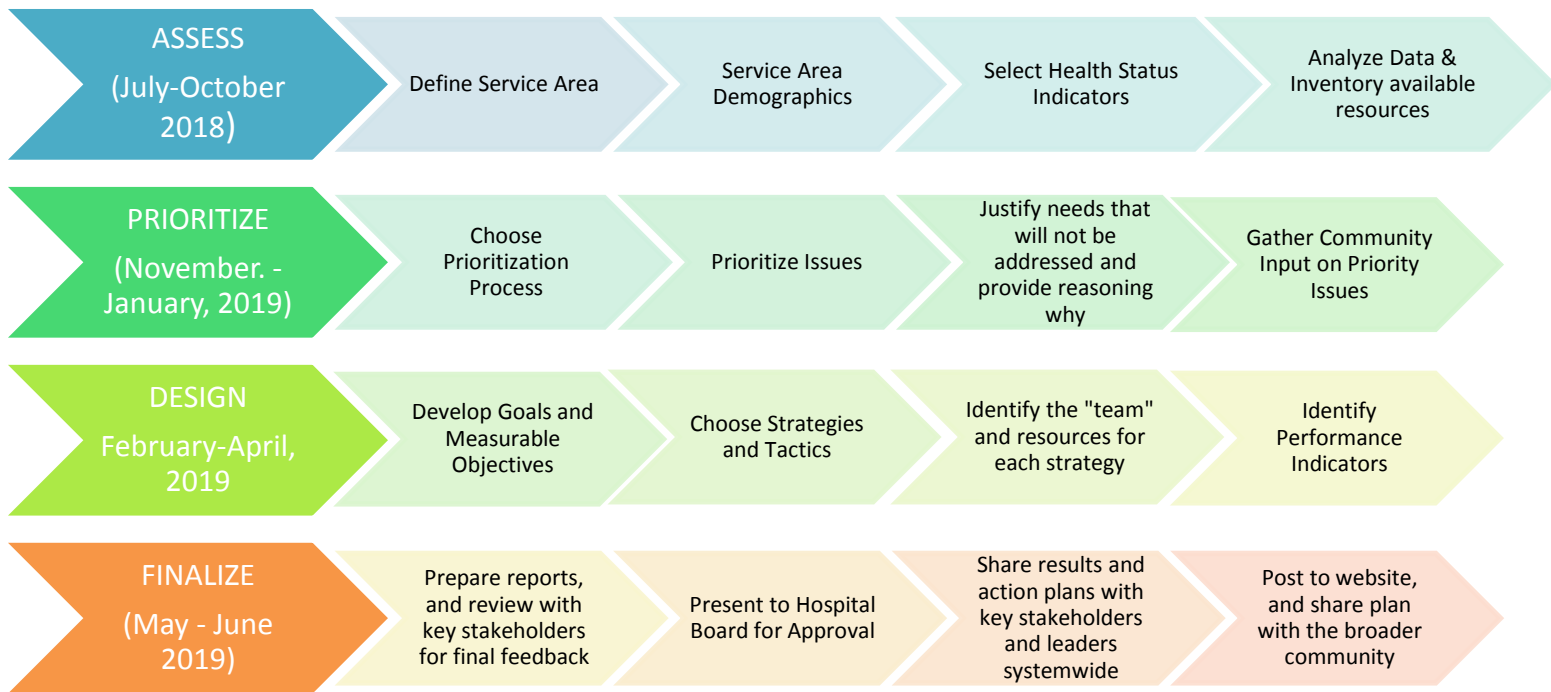 ASSESS
(July-October
2018)
Define Service Area
Service Area
Demographics
Select Health Status
Indicators
Analyze Data &
Inventory available
resources
PRIORITIZE
(November. -
January, 2019)
Choose
Prioritization
Process
Prioritize Issues
Justify needs that
will not be
addressed and
provide reasoning
why
Gather Community
Input on Priority
Issues
DESIGN
February-April,
2019
Develop Goals and
Measurable
Objectives
Choose Strategies
and Tactics
Identify the "team"
and resources for
each strategy
Identify
Performance
Indicators
FINALIZE
(May - June
2019)
Prepare reports,
and review with
key stakeholders
for final feedback
Present to Hospital
Board for Approval
Share results and
action plans with
key stakeholders
and leaders
systemwide
Post to website,
and share plan
with the broader
community